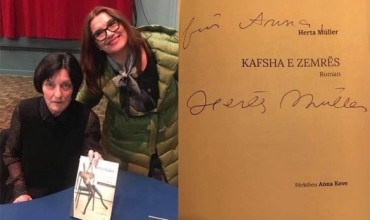 für Anna
Herta Müller
KAFSHA E ZEMRËS
Roman
Herta Müller
Përktheu Anna Kove